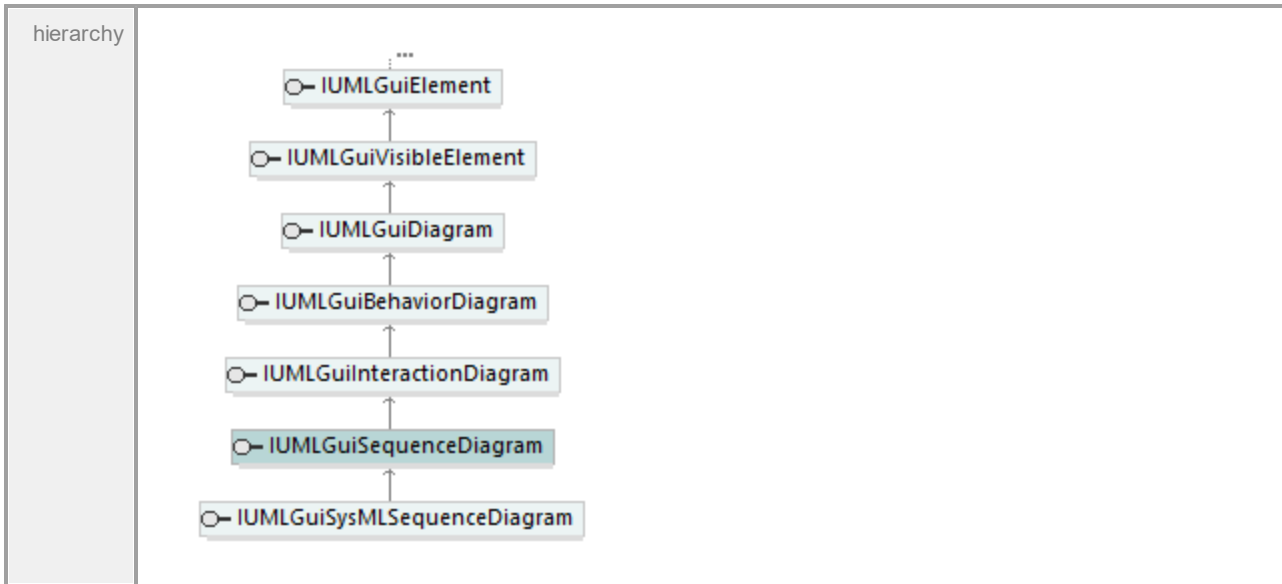 hierarchy
...
IUMLGuiElement
IUMLGuiVisibleElement
IUMLGuiDiagram
IUMLGuiBehaviorDiagram
IUMLGuiInteractionDiagram
IUMLGuiSequenceDiagram
IUMLGuiSysMLSequenceDiagram